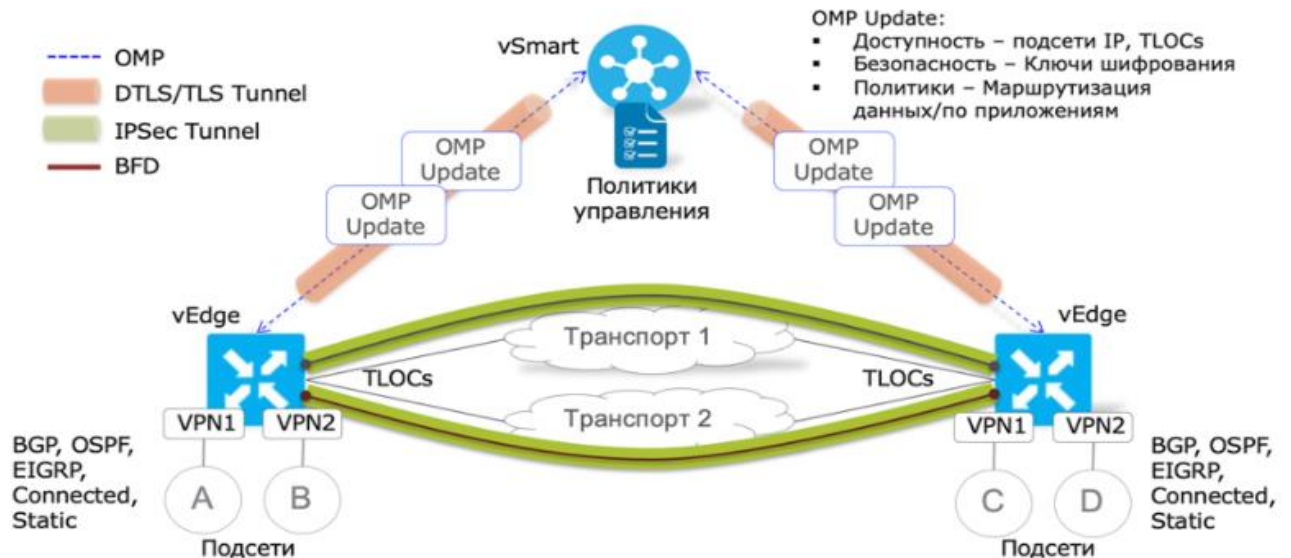 OMP
DTLS/TLS Tunnel
IPSec Tunnel
BFD
vSmart
OMP Update:
▪ Доступность – подсети IP, TLOCs
▪ Безопасность – Ключи шифрования
▪ Политики – Маршрутизация
данных/по приложениям
OMP
Update
OMP
Update
Политики
управления
OMP
Update
OMP
Update
vEdge
vEdge
Транспорт 1
TLOCs
TLOCs
Транспорт 2
VPN1
VPN2
VPN1
VPN2
BGP, OSPF,
EIGRP,
Connected,
Static
A
B
Подсети
C
D
Подсети
BGP, OSPF,
EIGRP,
Connected,
Static